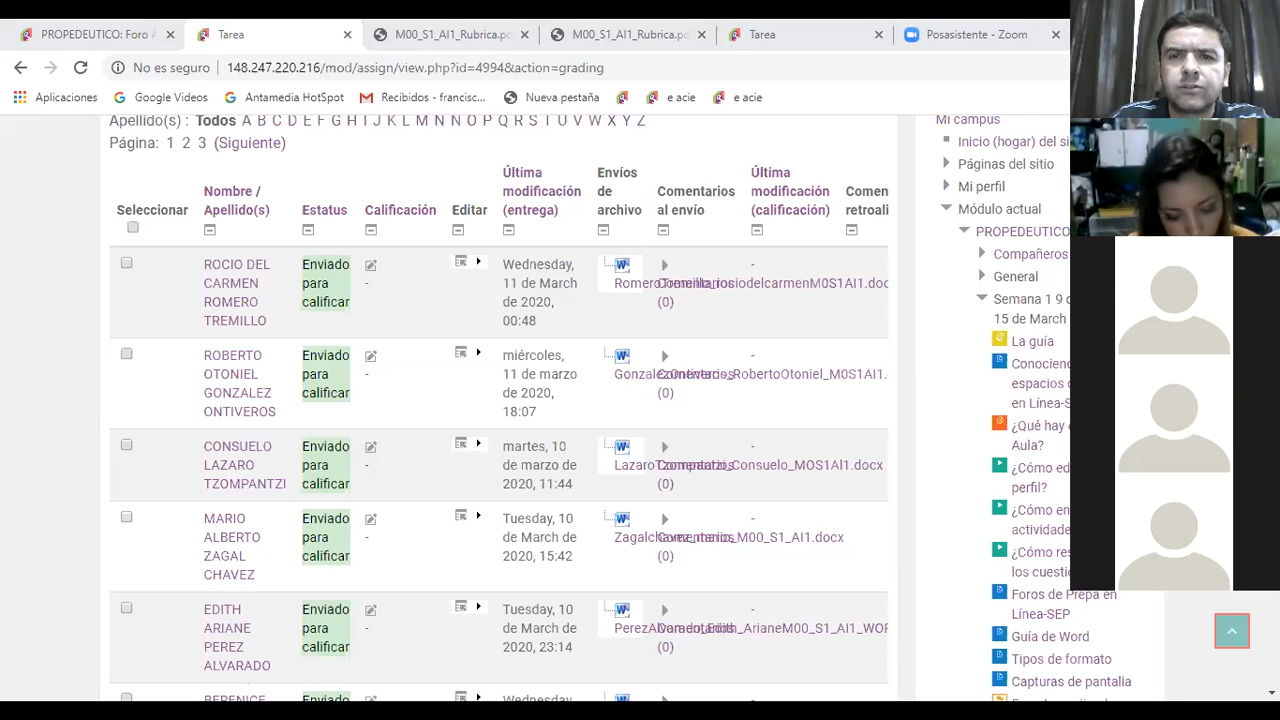 PROPEDEUTICO: Foro A
Tarea
M00_S1_AI1_Rubrica.pd
M00_S1_AI1_Rubrica.pd
Tarea
Posasistente - Zoom
No es seguro
148.247.220.216/mod/assign/view.php?id=4994&action=grading
Aplicaciones
Google Videos
Antamedia HotSpot
Recibidos - francisc...
Nueva pestaña
e acie
e acie
Apellido(s) : Todos A B C D E F G H I J K L M N Ñ O P Q R S T U V W X Y Z
Página: 1 2 3 (Siguiente)
Seleccionar
Nombre /
Apellido(s)
Estatus
Calificación
Editar
Última
modificación
(entrega)
Envíos
de
archivo
Comentarios
al envío
Última
modificación
(calificación)
Comen
retroali
ROCIO DEL
CARMEN
ROMERO
TREMILLO
Enviado
para
calificar
-
Wednesday,
11 de March
de 2020,
00:48
(0)
-
ROBERTO
OTONIEL
GONZALEZ
ONTIVEROS
Enviado
para
calificar
-
miércoles,
11 de marzo
de 2020,
18:07
(0)
-
CONSUELO
LAZARO
TZOMPANTZI
Enviado
para
calificar
-
martes, 10
de marzo de
2020, 11:44
(0)
-
MARIO
ALBERTO
ZAGAL
CHAVEZ
Enviado
para
calificar
-
Tuesday, 10
de March de
2020, 15:42
(0)
-
EDITH
ARIANE
PEREZ
ALVARADO
Enviado
para
calificar
-
Tuesday, 10
de March de
2020, 23:14
(0)
-
Mi campus
Inicio (hogar) del si
Páginas del sitio
Mi perfil
Módulo actual
PROPEDEUTICO
Compañeros
General
Semana 1 9 d
15 de March
La guía
Conociend
espacios d
en Línea-S
¿Qué hay
Aula?
¿Cómo ed
perfil?
¿Cómo en
actividade
¿Cómo res
los cuesti
Foros de Prepa en
Línea-SEP
Guía de Word
Tipos de formato
Capturas de pantalla